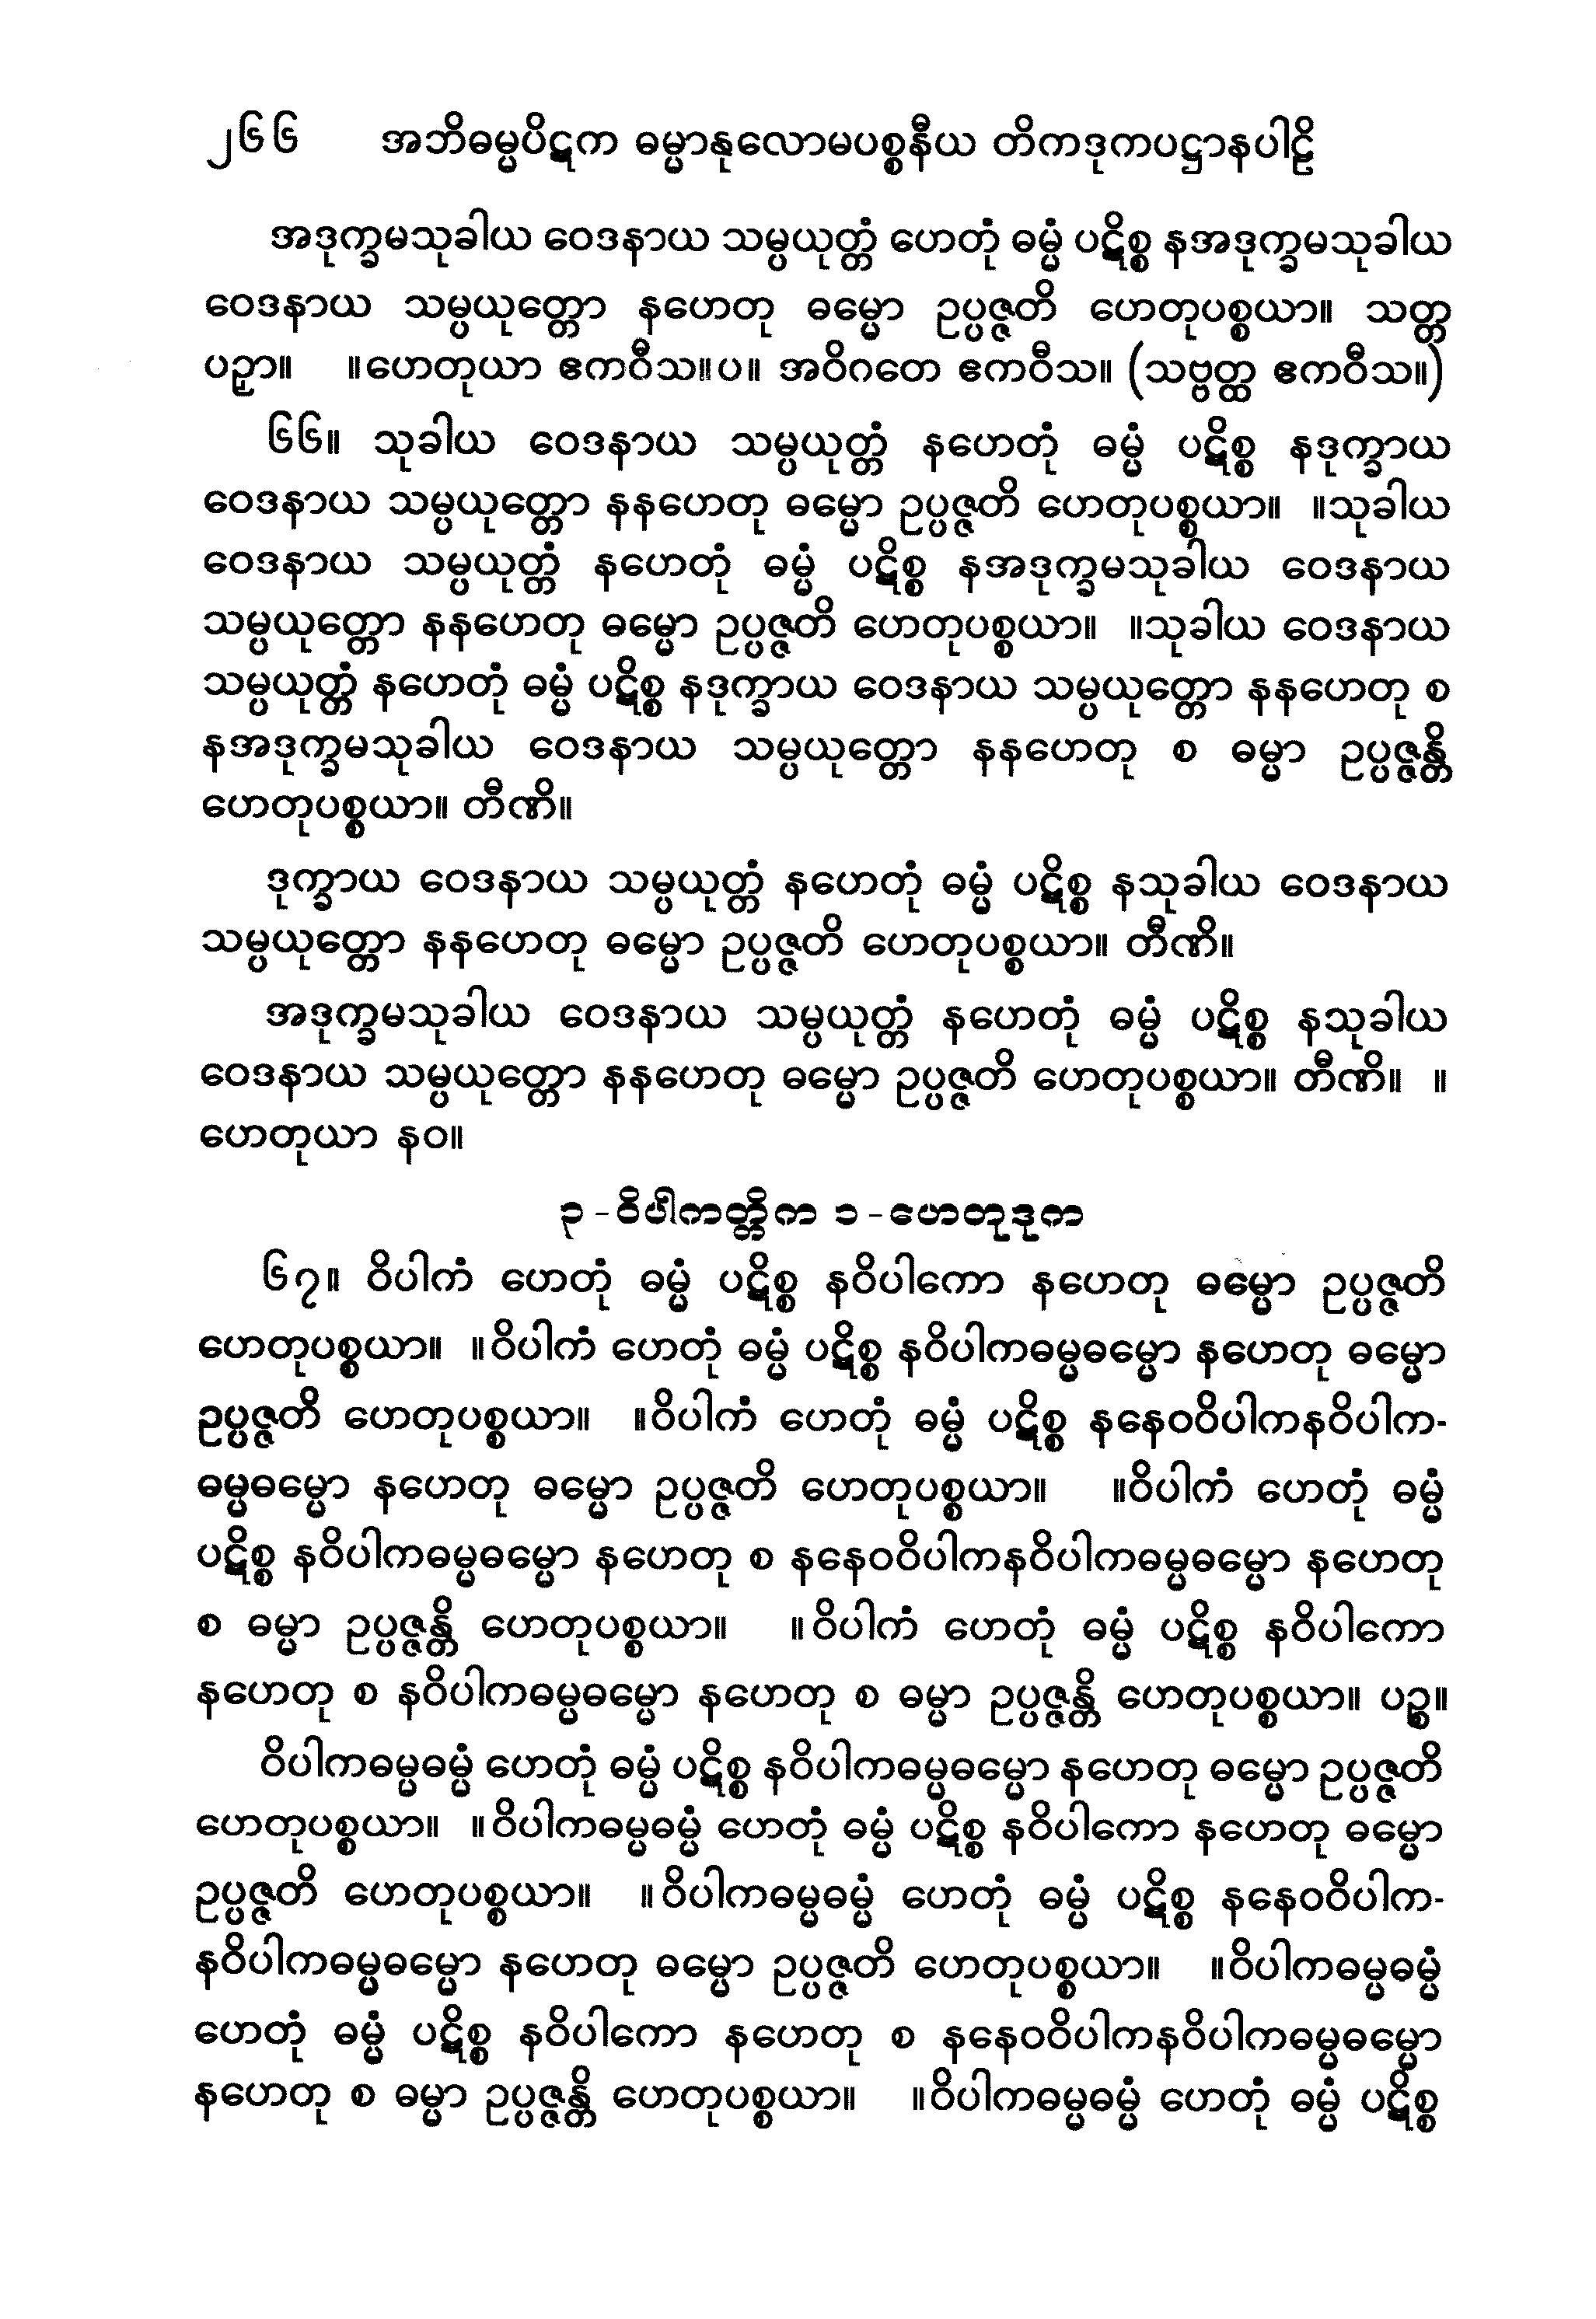 ၂၆၆ အဘိဓမ္မပိဋက ဓမ္မာနုလောမပစ္စနီယ တိကဒုကပဋ္ဌာနပါဠိ
အဒုက္ခမသုခါယ ဝေဒနာယ သမ္ပယုတ္တံ ဟေတုံ ဓမ္မံ ပဋိစ္စ နအဒုက္ခမသုခါယ
ဝေဒနာယ သမ္ပယုတ္တော နဟေတု ဓမ္မော ဥပ္ပဇ္ဇတိ ဟေတုပစ္စယာ။ သတ္တ
ပဉှာ။ ။ဟေတုယာ ဧကဝီသ။ပ။ အဝိဂတေ ဧကဝီသ။ (သဗ္ဗတ္ထ ဧကဝီသ။)
၆၆။ သုခါယ ဝေဒနာယ သမ္ပယုတ္တံ နဟေတုံ ဓမ္မံ ပဋိစ္စ နဒုက္ခာယ
ဝေဒနာယ သမ္ပယုတ္တော နနဟေတု ဓမ္မော ဥပ္ပဇ္ဇတိ ဟေတုပစ္စယာ။ ။သုခါယ
ဝေဒနာယ သမ္ပယုတ္တံ နဟေတုံ ဓမ္မံ ပဋိစ္စ နအဒုက္ခမသုခါယ ဝေဒနာယ
သမ္ပယုတ္တော နနဟေတု ဓမ္မော ဥပ္ပဇ္ဇတိ ဟေတုပစ္စယာ။ ။သုခါယ ဝေဒနာယ
သမ္ပယုတ္တံ နဟေတုံ ဓမ္မံ ပဋိစ္စ နဒုက္ခာယ ဝေဒနာယ သမ္ပယုတ္တော နနဟေတု စ
နအဒုက္ခမသုခါယ ဝေဒနာယ သမ္ပယုတ္တော နနဟေတု စ ဓမ္မာ ဥပ္ပဇ္ဇန္တိ
ဟေတုပစ္စယာ။ တီဏိ။
ဒုက္ခာယ ဝေဒနာယ သမ္ပယုတ္တံ နဟေတုံ ဓမ္မံ ပဋိစ္စ နသုခါယ ဝေဒနာယ
သမ္ပယုတ္တော နနဟေတု ဓမ္မော ဥပ္ပဇ္ဇတိ ဟေတုပစ္စယာ။ တီဏိ။
အဒုက္ခမသုခါယ ဝေဒနာယ သမ္ပယုတ္တံ နဟေတုံ ဓမ္မံ ပဋိစ္စ နသုခါယ
ဝေဒနာယ သမ္ပယုတ္တော နနဟေတု ဓမ္မော ဥပ္ပဇ္ဇတိ ဟေတုပစ္စယာ။ တီဏိ။ ။
ဟေတုယာ နဝ။
၃-ဝိပါကတ္တိက ၁-ဟေတုဒုက
၆၇။ ဝိပါကံ ဟေတုံ ဓမ္မံ ပဋိစ္စ နဝိပါကော နဟေတု ဓမ္မော ဥပ္ပဇ္ဇတိ
ဟေတုပစ္စယာ။ ။ဝိပါကံ ဟေတုံ ဓမ္မံ ပဋိစ္စ နဝိပါကဓမ္မဓမ္မော နဟေတု ဓမ္မော
ဥပ္ပဇ္ဇတိ ဟေတုပစ္စယာ။ ။ဝိပါကံ ဟေတုံ ဓမ္မံ ပဋိစ္စ နနေဝဝိပါကနဝိပါက-
ဓမ္မဓမ္မော နဟေတု ဓမ္မော ဥပ္ပဇ္ဇတိ ဟေတုပစ္စယာ။ ။ဝိပါကံ ဟေတုံ ဓမ္မံ
ပဋိစ္စ နဝိပါကဓမ္မဓမ္မော နဟေတု စ နနေဝဝိပါကနဝိပါကဓမ္မဓမ္မော နဟေတု
စ ဓမ္မာ ဥပ္ပဇ္ဇန္တိ ဟေတုပစ္စယာ။ ။ဝိပါကံ ဟေတုံ ဓမ္မံ ပဋိစ္စ နဝိပါကော
နဟေတု စ နဝိပါကဓမ္မဓမ္မော နဟေတု စ ဓမ္မာ ဥပ္ပဇ္ဇန္တိ ဟေတုပစ္စယာ။ ပဉ္စ။
ဝိပါကဓမ္မဓမ္မံ ဟေတုံ ဓမ္မံ ပဋိစ္စ နဝိပါကဓမ္မဓမ္မော နဟေတု ဓမ္မော ဥပ္ပဇ္ဇတိ
ဟေတုပစ္စယာ။ ။ဝိပါကဓမ္မဓမ္မံ ဟေတုံ ဓမ္မံ ပဋိစ္စ နဝိပါကော နဟေတု ဓမ္မော
ဥပ္ပဇ္ဇတိ ဟေတုပစ္စယာ။ ။ဝိပါကဓမ္မဓမ္မံ ဟေတုံ ဓမ္မံ ပဋိစ္စ နနေဝဝိပါက-
နဝိပါကဓမ္မဓမ္မော နဟေတု ဓမ္မော ဥပ္ပဇ္ဇတိ ဟေတုပစ္စယာ။ ။ဝိပါကဓမ္မဓမ္မံ
ဟေတုံ ဓမ္မံ ပဋိစ္စ နဝိပါကော နဟေတု စ နနေဝဝိပါကနဝိပါကဓမ္မဓမ္မော
နဟေတု စ ဓမ္မာ ဥပ္ပဇ္ဇန္တိ ဟေတုပစ္စယာ။ ။ဝိပါကဓမ္မဓမ္မံ ဟေတုံ ဓမ္မံ ပဋိစ္စ